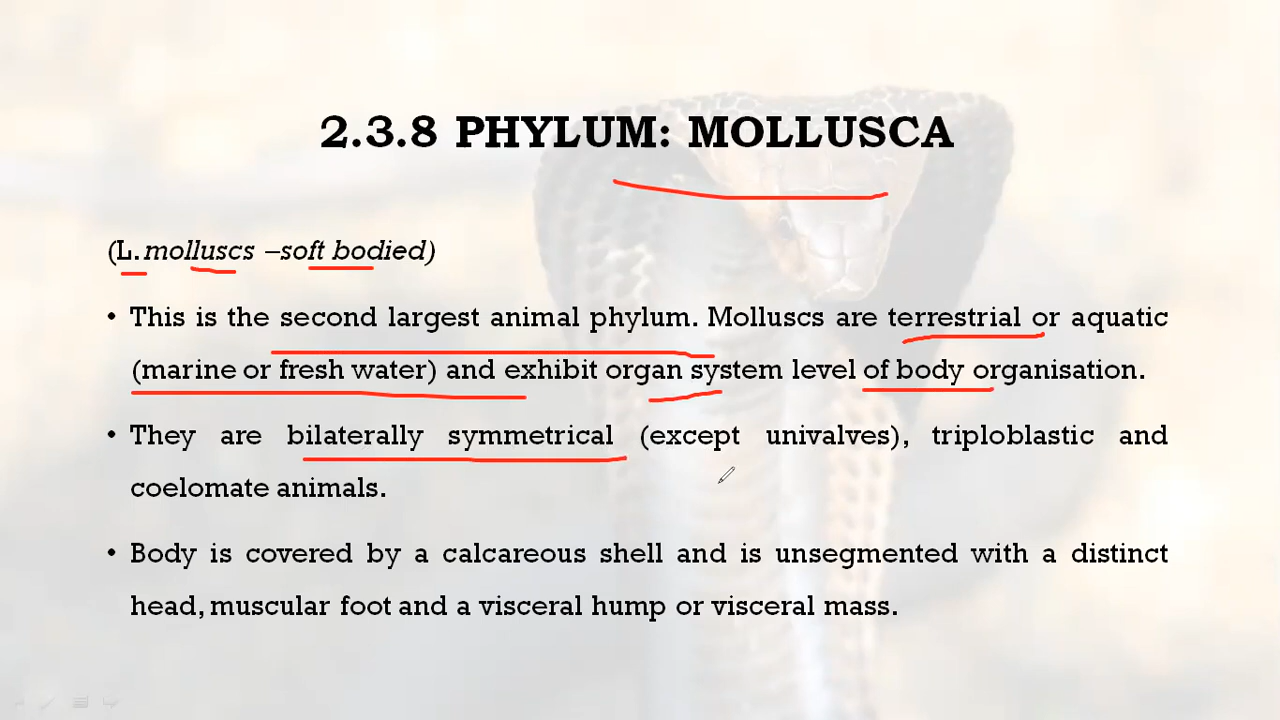 2.3.8 PHYLUM: MOLLUSCA
(L. molluscs –soft bodied)
• This is the second largest animal phylum. Molluscs are terrestrial or aquatic
(marine or fresh water) and exhibit organ system level of body organisation.
• They are bilaterally symmetrical (except univalves), triploblastic and
coelomate animals.
• Body is covered by a calcareous shell and is unsegmented with a distinct
head, muscular foot and a visceral hump or visceral mass.